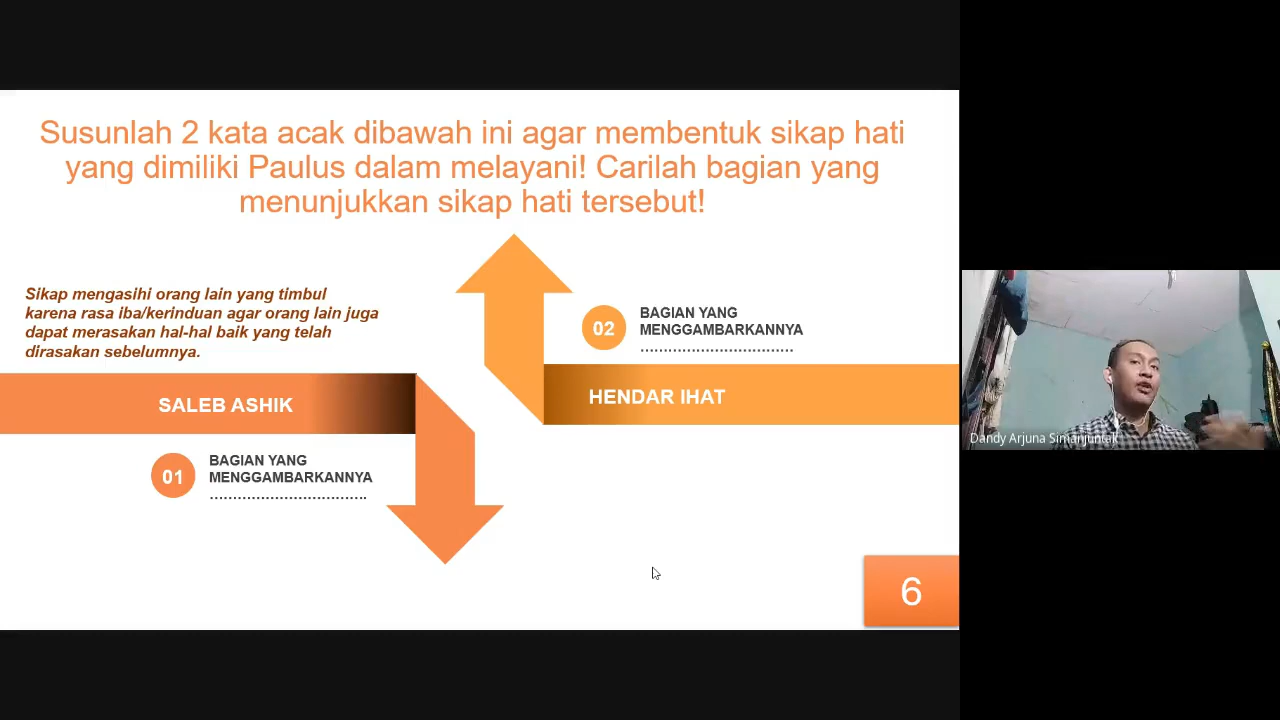 Susunlah 2 kata acak dibawah ini agar membentuk sikap hati
yang dimiliki Paulus dalam melayani! Carilah bagian yang
menunjukkan sikap hati tersebut!
Sikap mengasihi orang lain yang timbul
karena rasa iba/kerinduan agar orang lain juga
dapat merasakan hal-hal baik yang telah
dirasakan sebelumnya.
SALEB ASHIK
01
BAGIAN YANG
MENGGAMBARKANNYA
..................................
02
BAGIAN YANG
MENGGAMBARKANNYA
.................................
HENDAR IHAT
6
Dandy Arjuna Simanjuntak